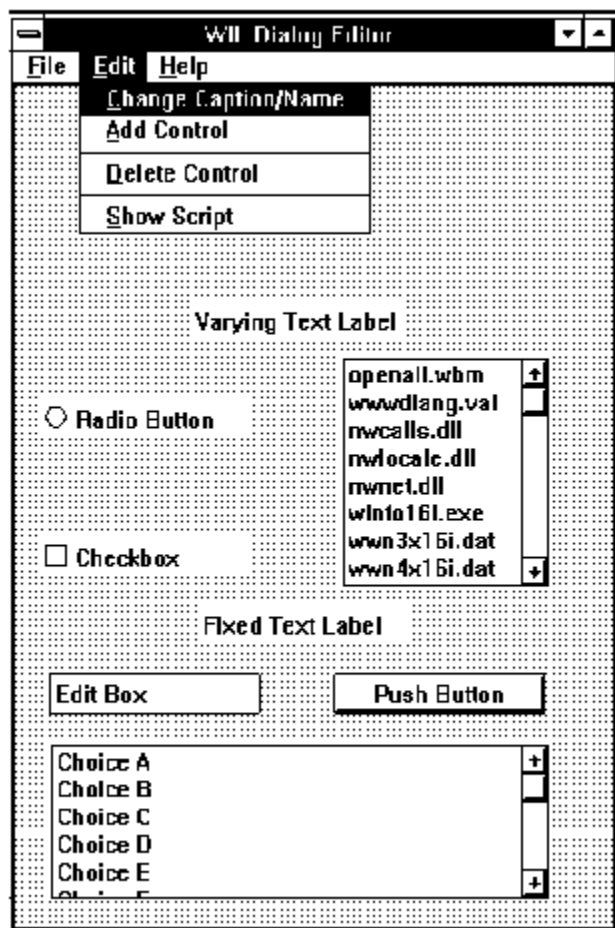 WIL Dialog Editor
File Edit Help
Change Caption/Name
Add Control
Delete Control
Show Script
Varying Text Label
openall.wbm
wwwdlang.val
nwcalls.dll
nwlocale.dll
nwnet.dll
winfo16i.exe
wwn3x16i.dat
wwn4x16i.dat
Radio Button
Checkbox
Fixed Text Label
Edit Box
Push Button
Choice A
Choice B
Choice C
Choice D
Choice E